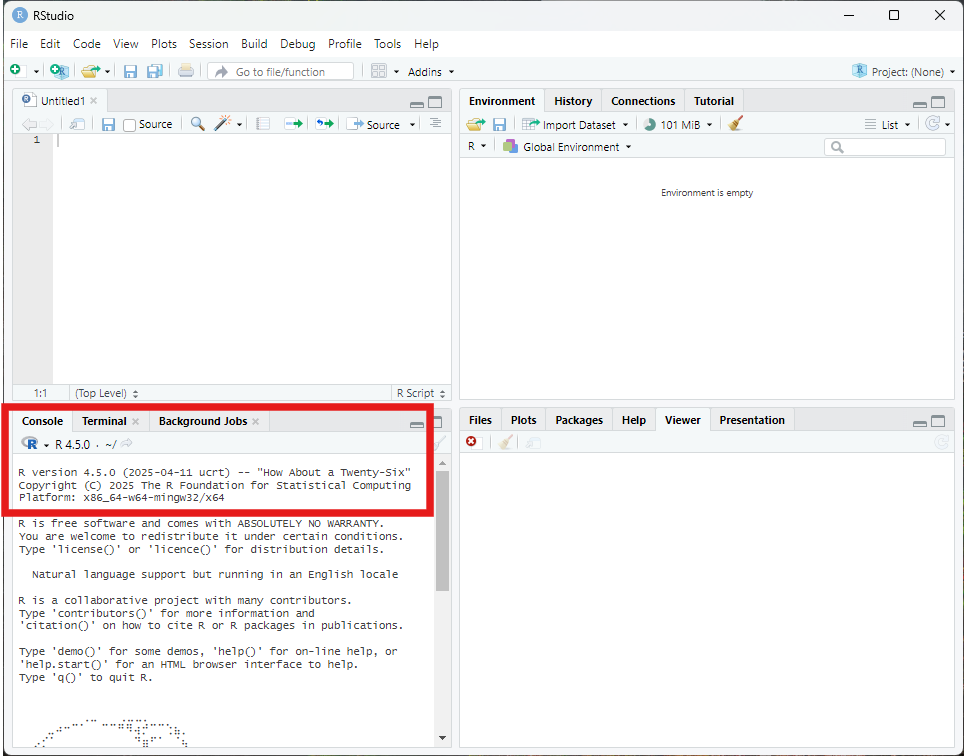 RStudio
File Edit Code View Plots Session Build Debug Profile Tools Help
Go to file/function Addins Project: (None)
Untitled1
Source Source
1
1:1 (Top Level) R Script
Environment History Connections Tutorial
Import Dataset 101 MiB List
R Global Environment
Environment is empty
Console Terminal Background Jobs
R 4.5.0 · ~/
R version 4.5.0 (2025-04-11 ucrt) -- "How About a Twenty-Six"
Copyright (C) 2025 The R Foundation for Statistical Computing
Platform: x86_64-w64-mingw32/x64
R is free software and comes with ABSOLUTELY NO WARRANTY.
You are welcome to redistribute it under certain conditions.
Type 'license()' or 'licence()' for distribution details.
Natural language support but running in an English locale
R is a collaborative project with many contributors.
Type 'contributors()' for more information and
'citation()' on how to cite R or R packages in publications.
Type 'demo()' for some demos, 'help()' for on-line help, or
'help.start()' for an HTML browser interface to help.
Type 'q()' to quit R.
Files Plots Packages Help Viewer Presentation